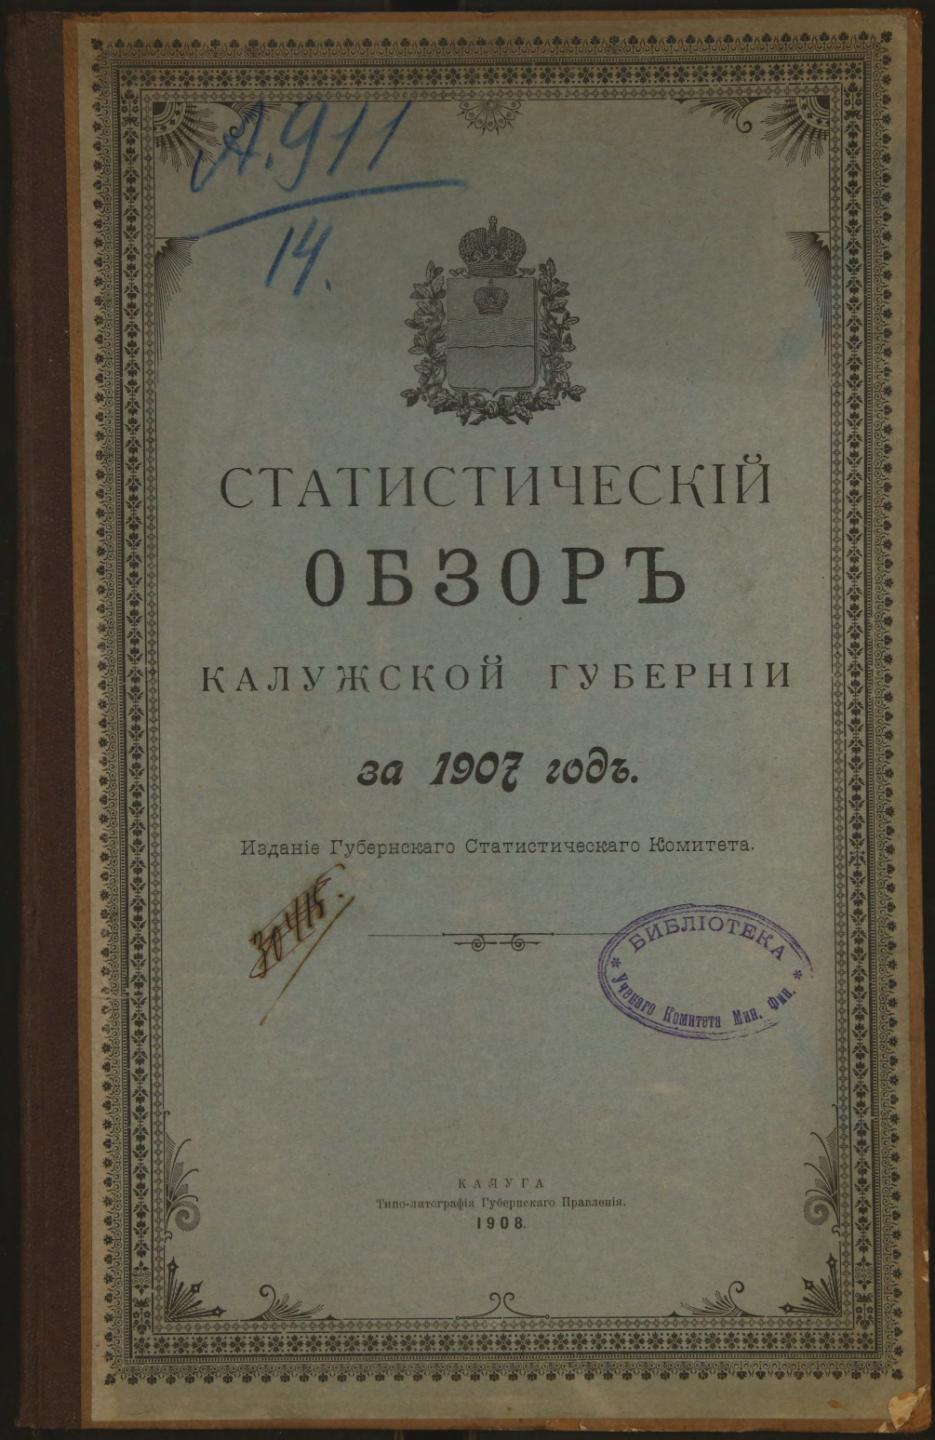 А.911
14.
СТАТИСТИЧЕСКІЙ
ОБЗОРЪ
КАЛУЖСКОЙ ГУБЕРНІИ
за 1907 годъ.
Изданіе Губернскаго Статистическаго Комитета.
30415.
* БИБЛІОТЕКА *
Ученаго Комитета Мин. Фин.
КАЛУГА
Типо-литографія Губернскаго Правленія.
1908.